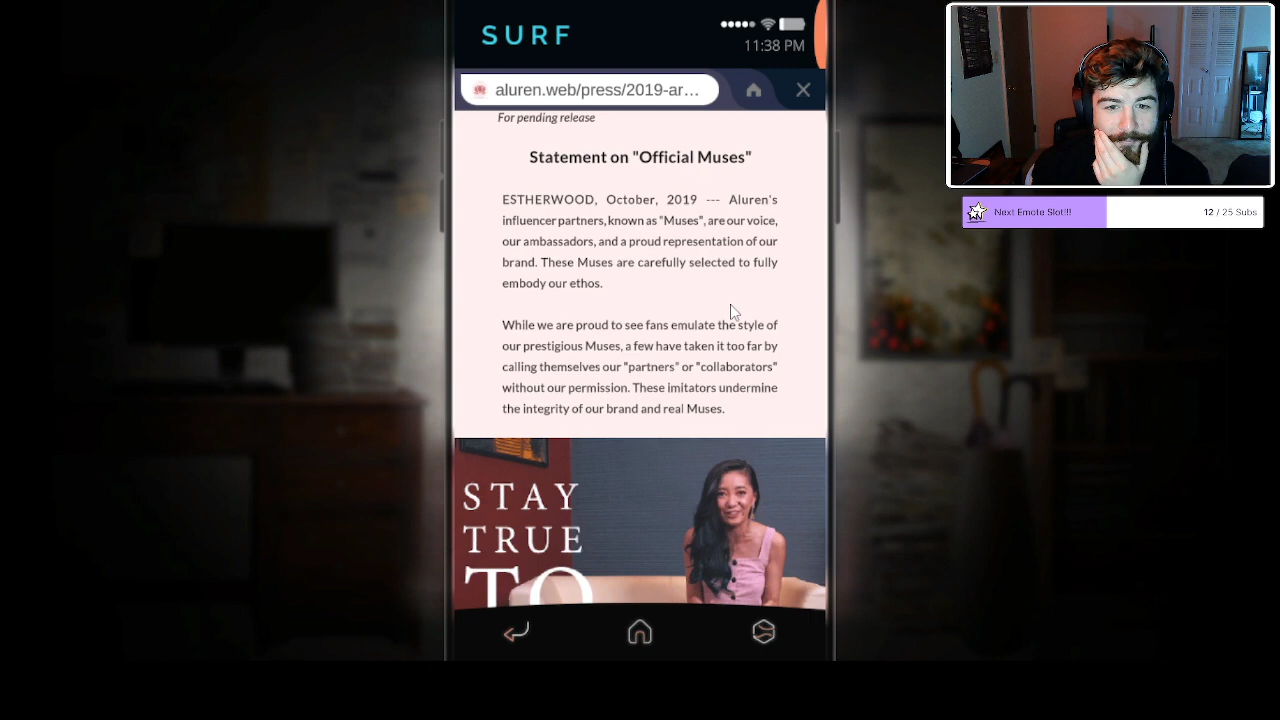 SURF
11:38 PM
aluren.web/press/2019-ar…
For pending release
Statement on "Official Muses"
ESTHERWOOD, October, 2019 --- Aluren's
influencer partners, known as "Muses", are our voice,
our ambassadors, and a proud representation of our
brand. These Muses are carefully selected to fully
embody our ethos.
While we are proud to see fans emulate the style of
our prestigious Muses, a few have taken it too far by
calling themselves our "partners" or "collaborators"
without our permission. These imitators undermine
the integrity of our brand and real Muses.
STAY
TRUE
TO
Next Emote Slot!!!
12 / 25 Subs